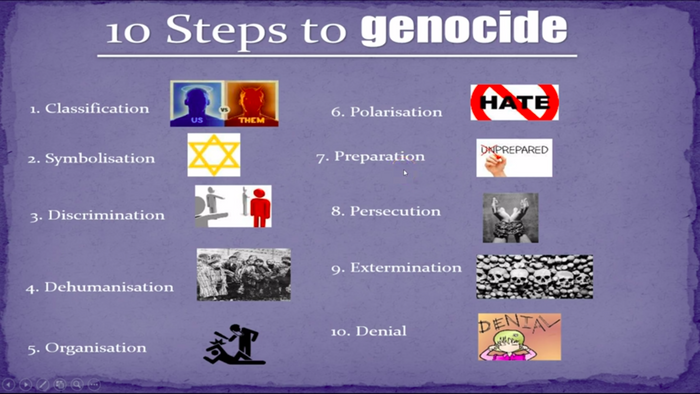 10 Steps to genocide
1. Classification
US VS THEM
2. Symbolisation
3. Discrimination
4. Dehumanisation
5. Organisation
6. Polarisation
HATE
7. Preparation
UNPREPARED
8. Persecution
9. Extermination
10. Denial
DENIAL